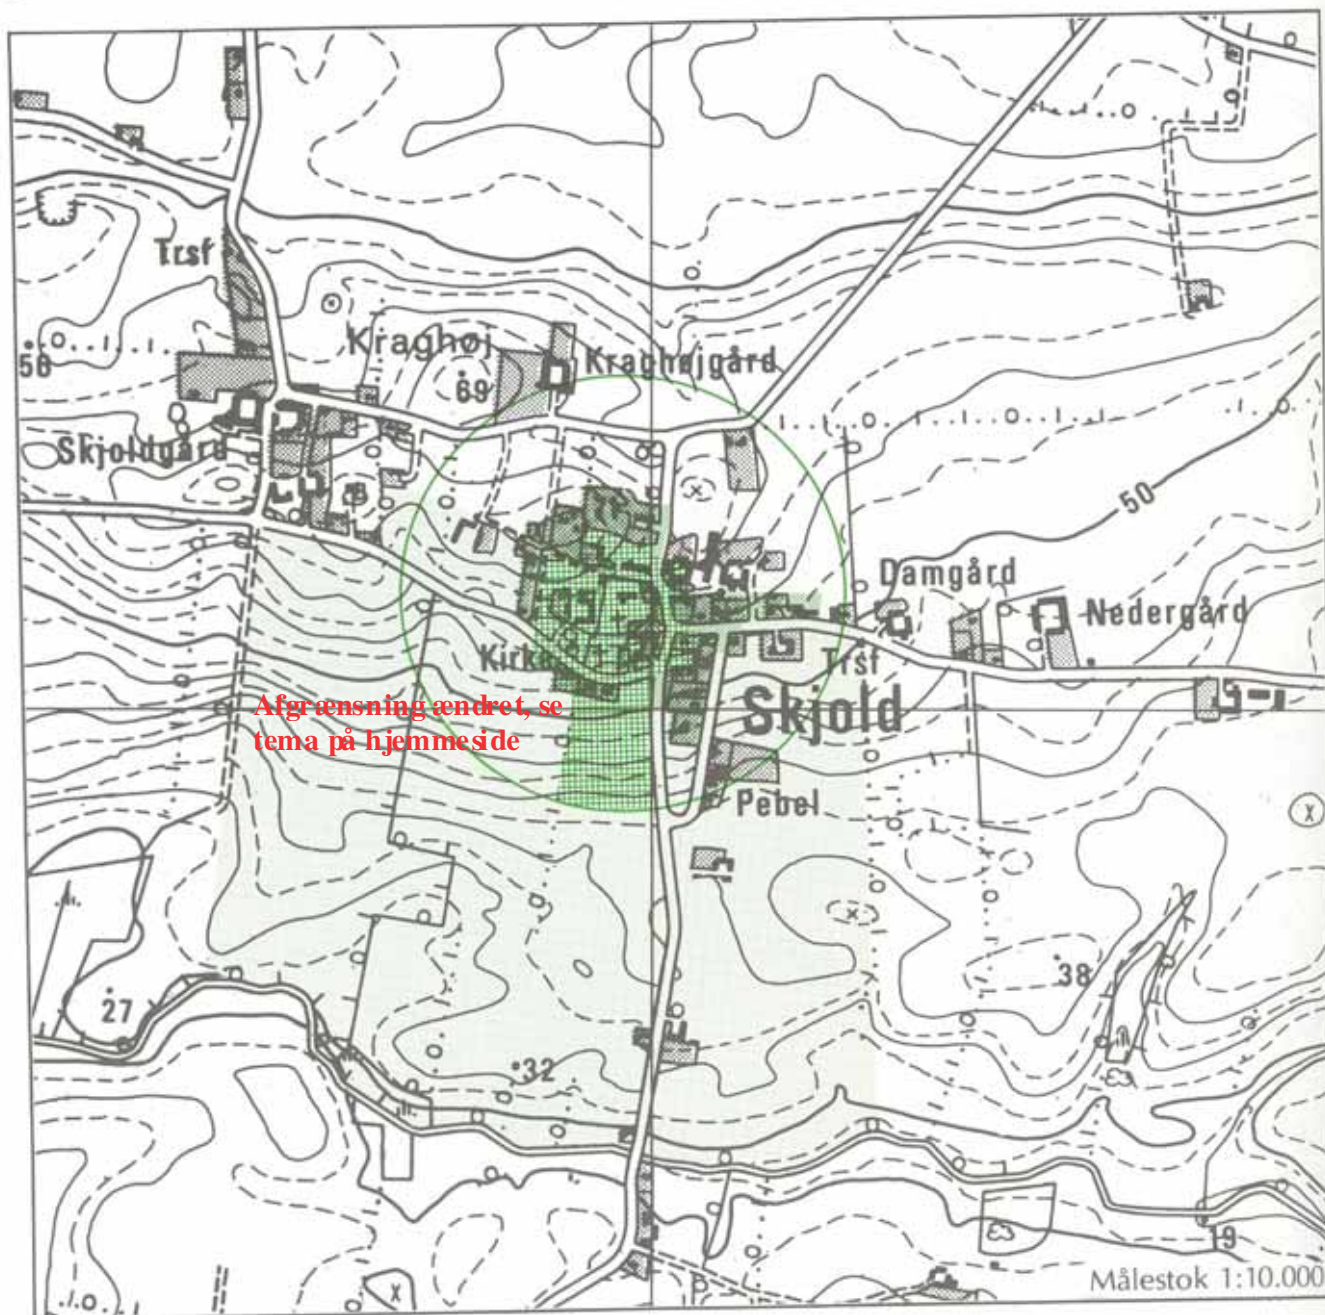 Trsf
Kraghøj
Kraghøjgård
58
69
Skjoldgård
50
Damgård
Nedergård
Kirke
Trsf
Afgrænsning ændret, se
tema på hjemmeside
Skjold
Pebel
x
x
x
38
27
32
19
x
Målestok 1:10.000